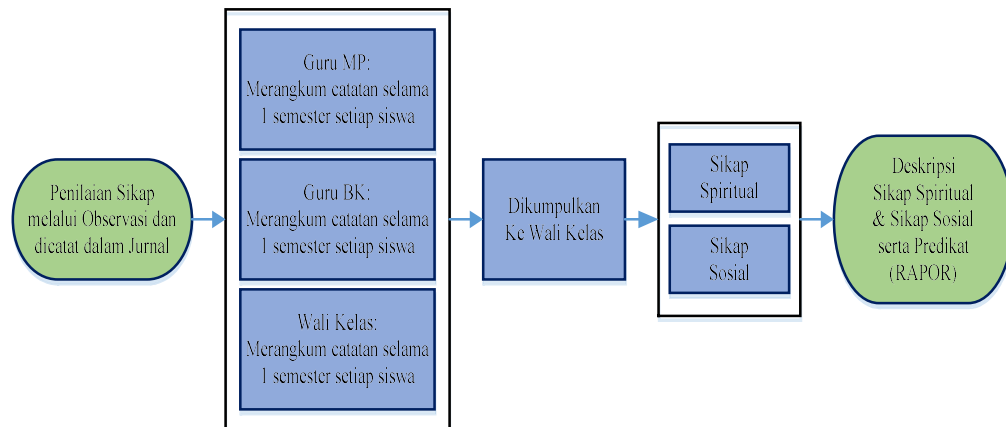 Penilaian Sikap
melalui Observasi dan
dicatat dalam Jurnal
Guru MP:
Merangkum catatan selama
1 semester setiap siswa
Guru BK:
Merangkum catatan selama
1 semester setiap siswa
Wali Kelas:
Merangkum catatan selama
1 semester setiap siswa
Dikumpulkan
Ke Wali Kelas
Sikap
Spiritual
Sikap
Sosial
Deskripsi
Sikap Spiritual
& Sikap Sosial
serta Predikat
(RAPOR)